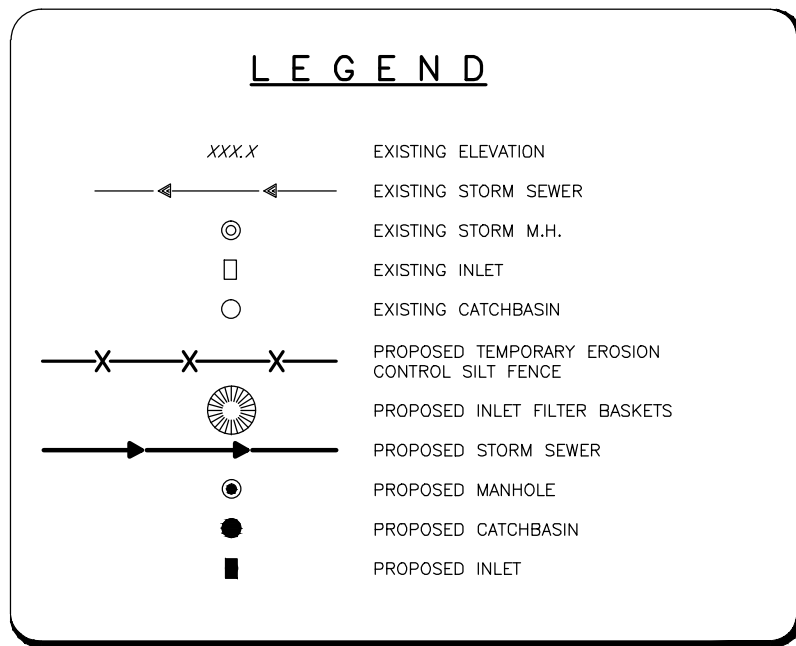 L E G E N D
XXX.X EXISTING ELEVATION
EXISTING STORM SEWER
EXISTING STORM M.H.
EXISTING INLET
EXISTING CATCHBASIN
PROPOSED TEMPORARY EROSION
CONTROL SILT FENCE
PROPOSED INLET FILTER BASKETS
PROPOSED STORM SEWER
PROPOSED MANHOLE
PROPOSED CATCHBASIN
PROPOSED INLET